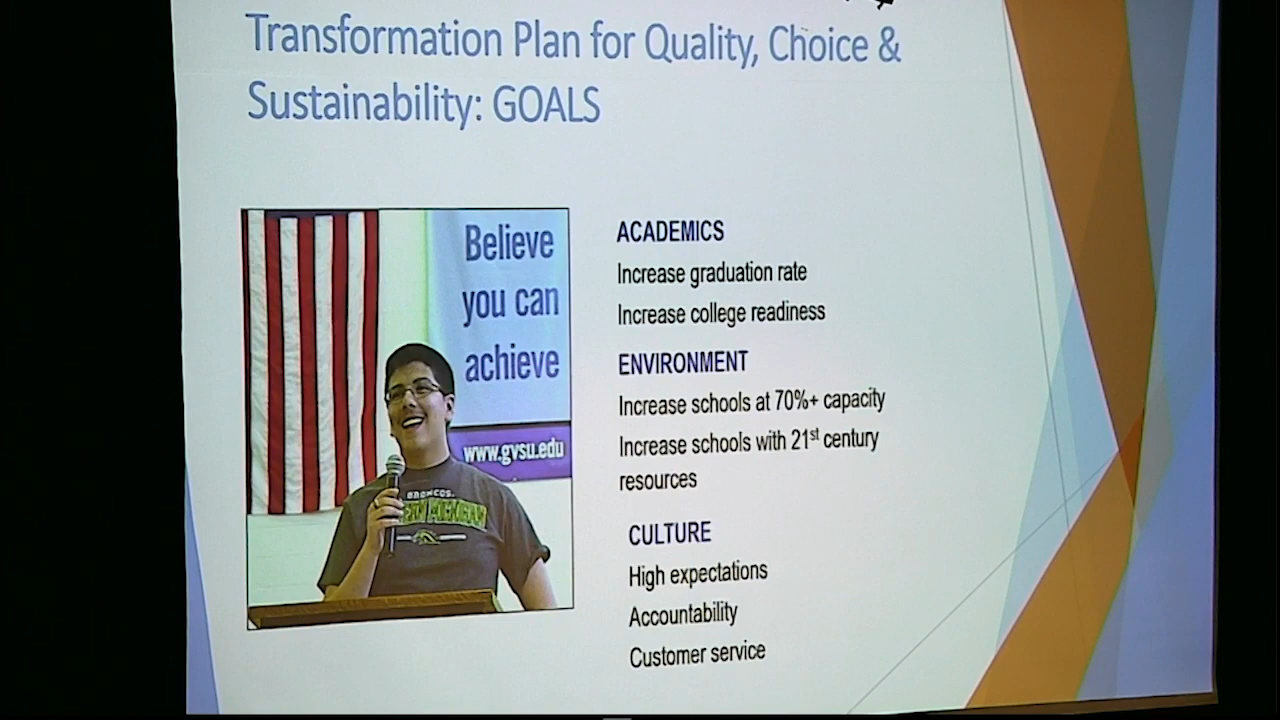 Transformation Plan for Quality, Choice &
Sustainability: GOALS
Believe
you can
achieve
www.gvsu.edu
BRONCOS
ACADEMICS
Increase graduation rate
Increase college readiness
ENVIRONMENT
Increase schools at 70%+ capacity
Increase schools with 21st century
resources
CULTURE
High expectations
Accountability
Customer service